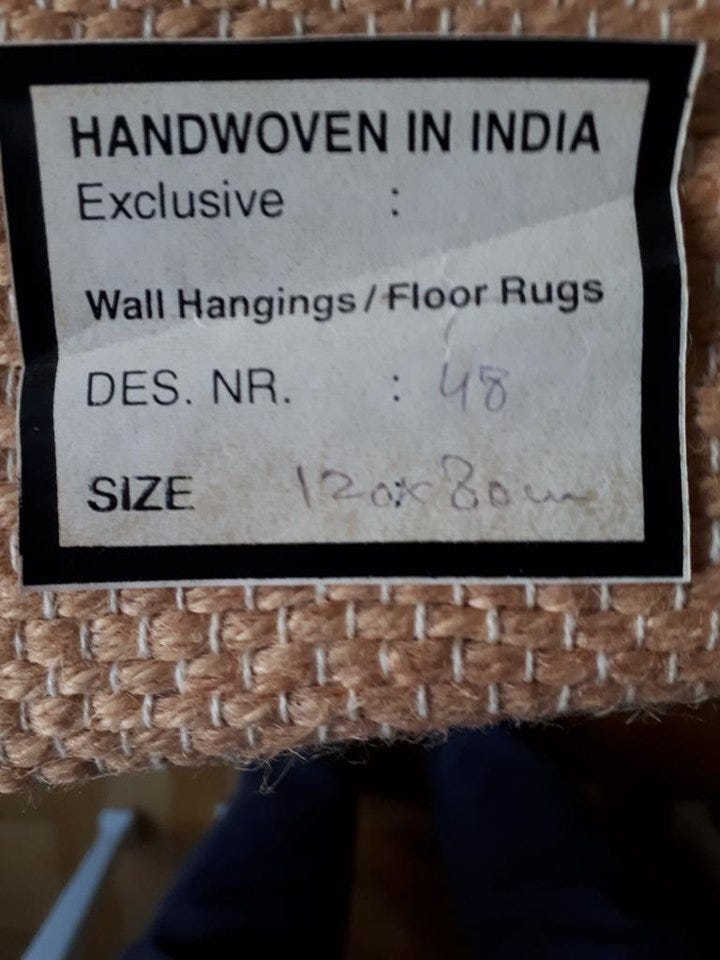 HANDWOVEN IN INDIA
Exclusive :
Wall Hangings / Floor Rugs
DES. NR. : 48
SIZE : 120x80cm